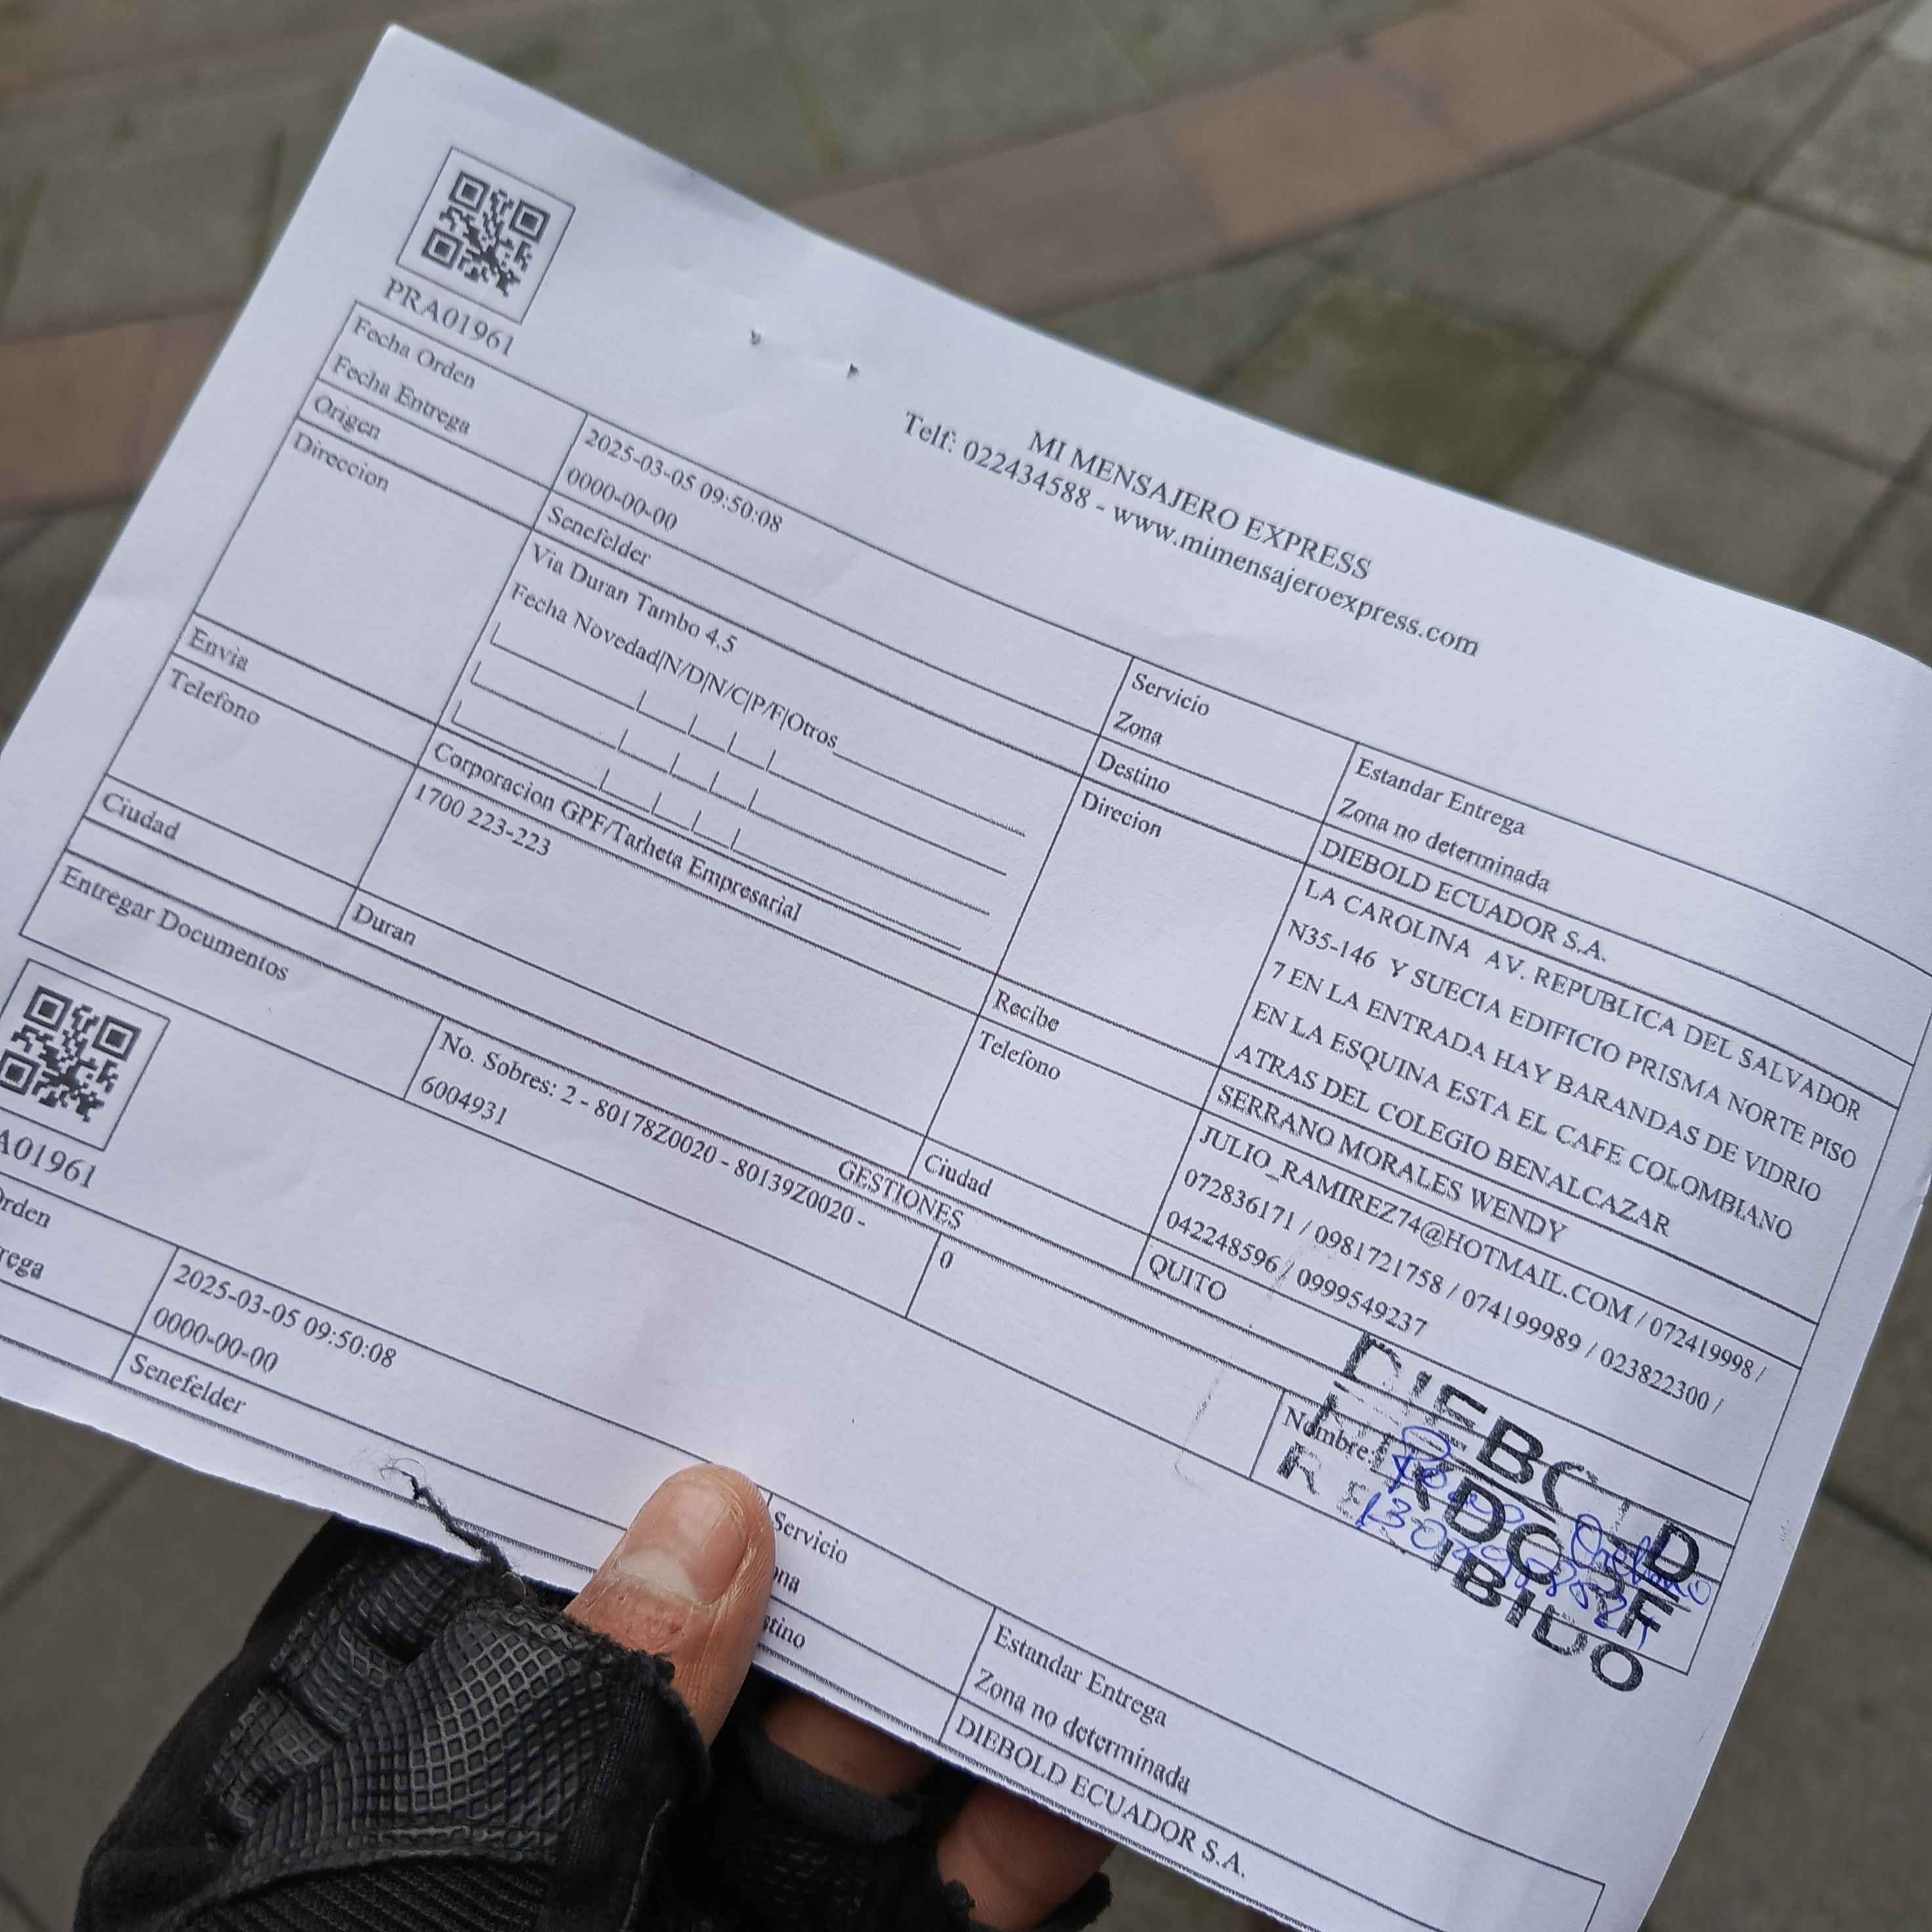 PRA01961
MI MENSAJERO EXPRESS
Telf: 022434588 - www.mimensajeroexpress.com
Fecha Orden 2025-03-05 09:50:08 Servicio Estandar Entrega
Fecha Entrega 0000-00-00 Zona Zona no determinada
Origen Senefelder Destino DIEBOLD ECUADOR S.A.
Direccion Via Duran Tambo 4.5
Fecha Novedad|N/D|N/C|P/F|Otros
Direcion LA CAROLINA AV. REPUBLICA DEL SALVADOR
N35-146 Y SUECIA EDIFICIO PRISMA NORTE PISO
7 EN LA ENTRADA HAY BARANDAS DE VIDRIO
EN LA ESQUINA ESTA EL CAFE COLOMBIANO
ATRAS DEL COLEGIO BENALCAZAR
Envia Corporacion GPF/Tarheta Empresarial Recibe SERRANO MORALES WENDY
Telefono 1700 223-223 Telefono JULIO_RAMIREZ74@HOTMAIL.COM / 072419998 /
072836171 / 0981721758 / 074199989 / 023822300 /
042248596 / 0999549237
Ciudad Duran Ciudad QUITO
GESTIONES
Entregar Documentos No. Sobres: 2 - 80178Z0020 - 80139Z0020 -
6004931
0
Nombre:
DIEBOLD
RECIBIDO
A01961
rden 2025-03-05 09:50:08 Servicio Estandar Entrega
rega 0000-00-00 ona Zona no determinada
Senefelder stino DIEBOLD ECUADOR S.A.